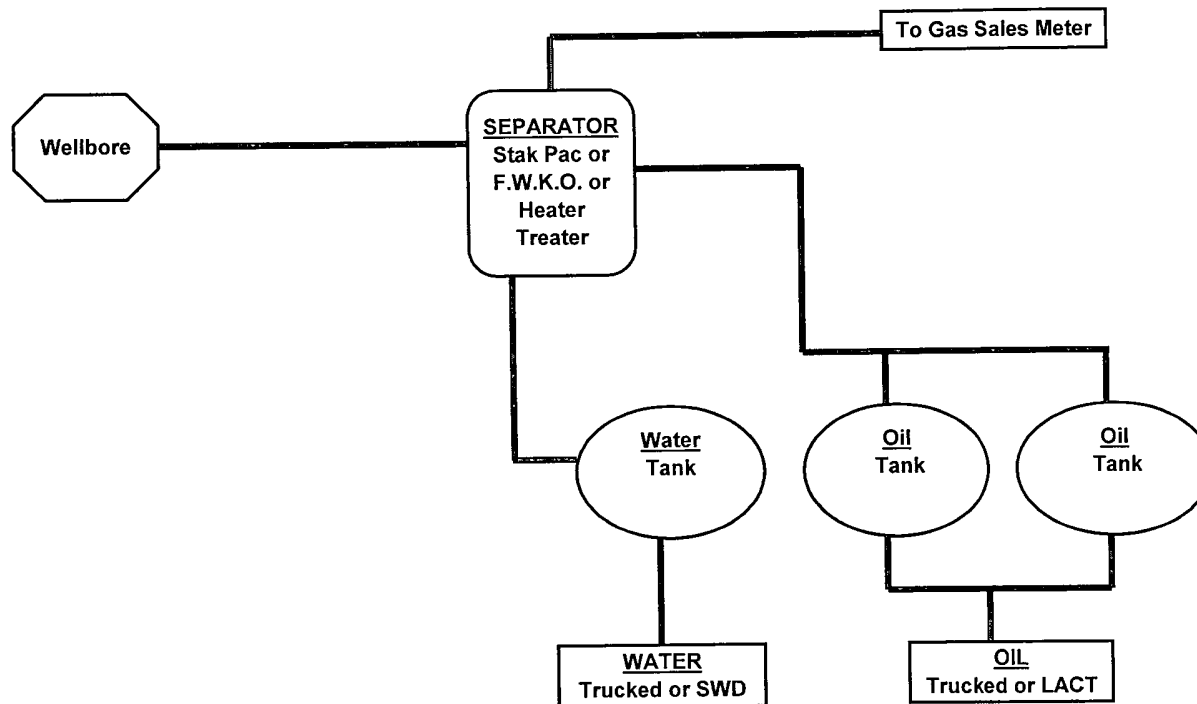 To Gas Sales Meter
Wellbore
SEPARATOR
Stak Pac or
F.W.K.O. or
Heater
Treater
Water
Tank
Oil
Tank
Oil
Tank
WATER
Trucked or SWD
OIL
Trucked or LACT